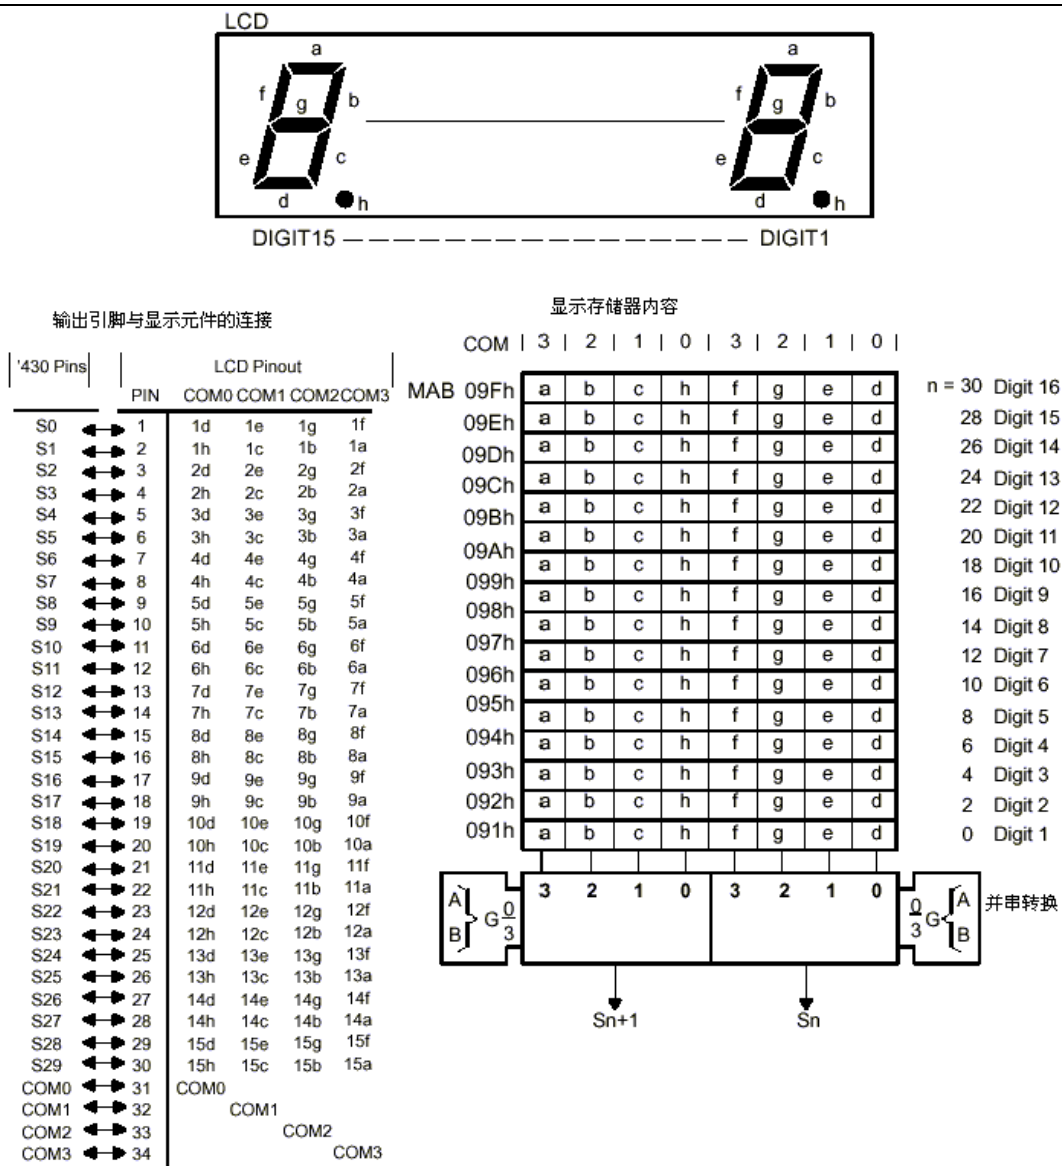 LCD
a
f
g
b
e
c
d
h
a
f
g
b
e
c
d
h
DIGIT15
DIGIT1
输出引脚与显示元件的连接
'430 Pins
LCD Pinout
PIN COM0 COM1 COM2 COM3
S0 1 1d 1e 1g 1f
S1 2 1h 1c 1b 1a
S2 3 2d 2e 2g 2f
S3 4 2h 2c 2b 2a
S4 5 3d 3e 3g 3f
S5 6 3h 3c 3b 3a
S6 7 4d 4e 4g 4f
S7 8 4h 4c 4b 4a
S8 9 5d 5e 5g 5f
S9 10 5h 5c 5b 5a
S10 11 6d 6e 6g 6f
S11 12 6h 6c 6b 6a
S12 13 7d 7e 7g 7f
S13 14 7h 7c 7b 7a
S14 15 8d 8e 8g 8f
S15 16 8h 8c 8b 8a
S16 17 9d 9e 9g 9f
S17 18 9h 9c 9b 9a
S18 19 10d 10e 10g 10f
S19 20 10h 10c 10b 10a
S20 21 11d 11e 11g 11f
S21 22 11h 11c 11b 11a
S22 23 12d 12e 12g 12f
S23 24 12h 12c 12b 12a
S24 25 13d 13e 13g 13f
S25 26 13h 13c 13b 13a
S26 27 14d 14e 14g 14f
S27 28 14h 14c 14b 14a
S28 29 15d 15e 15g 15f
S29 30 15h 15c 15b 15a
COM0 31 COM0
COM1 32 COM1
COM2 33 COM2
COM3 34 COM3
显示存储器内容
COM | 3 | 2 | 1 | 0 | 3 | 2 | 1 | 0 |
MAB 09Fh a b c h f g e d n = 30 Digit 16
09Eh a b c h f g e d 28 Digit 15
09Dh a b c h f g e d 26 Digit 14
09Ch a b c h f g e d 24 Digit 13
09Bh a b c h f g e d 22 Digit 12
09Ah a b c h f g e d 20 Digit 11
099h a b c h f g e d 18 Digit 10
098h a b c h f g e d 16 Digit 9
097h a b c h f g e d 14 Digit 8
096h a b c h f g e d 12 Digit 7
095h a b c h f g e d 10 Digit 6
094h a b c h f g e d 8 Digit 5
093h a b c h f g e d 6 Digit 4
092h a b c h f g e d 4 Digit 3
091h a b c h f g e d 2 Digit 2
a b c h f g e d 0 Digit 1
A
B
G 0/3
3 2 1 0 3 2 1 0
0/3 G
A
B
并串转换
Sn+1
Sn